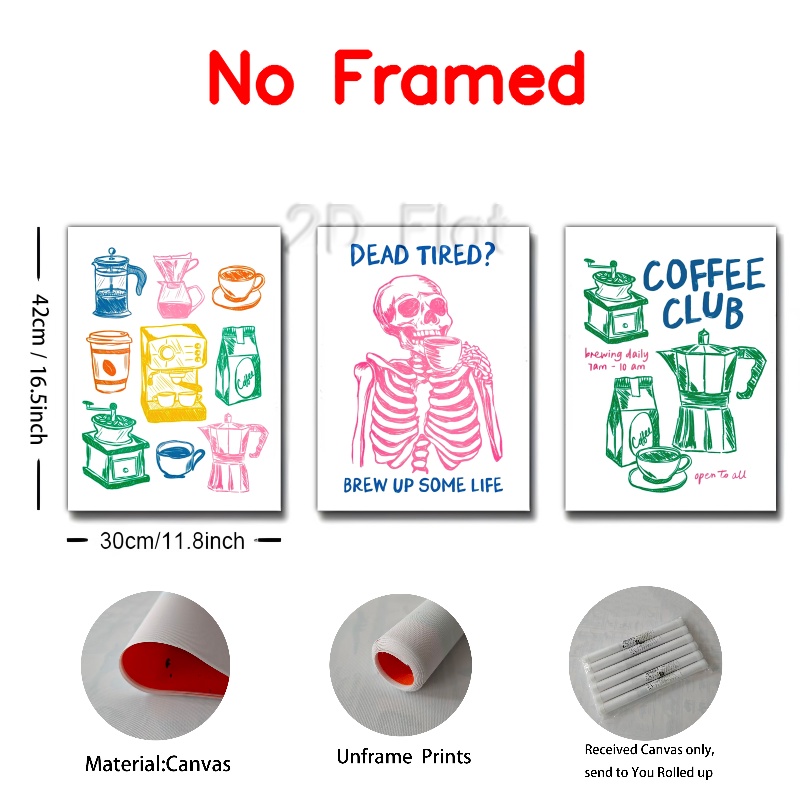 No Framed
2D Flat
42cm / 16.5inch
30cm/11.8inch
Coffee
DEAD TIRED?
BREW UP SOME LIFE
COFFEE
CLUB
brewing daily
7am - 10 am
Coffee
open to all
Material:Canvas
Unframe Prints
Received Canvas only,
send to You Rolled up